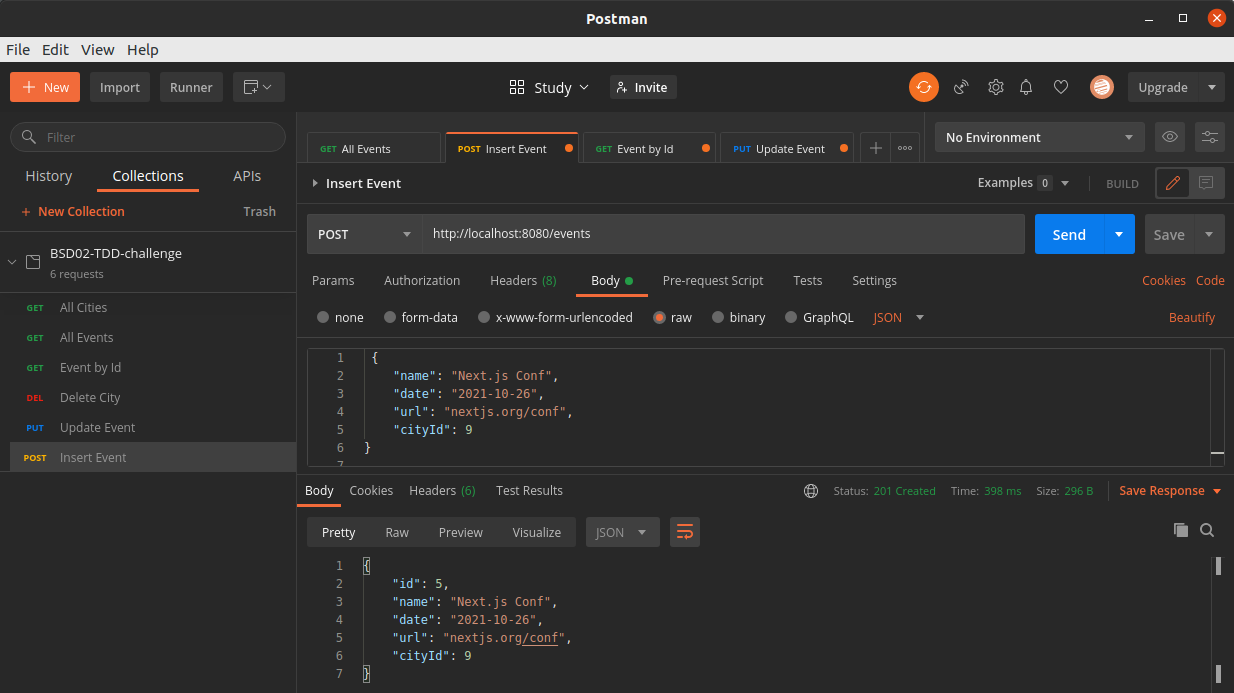 Postman
File Edit View Help
+ New Import Runner Study Invite Upgrade
Filter
History Collections APIs
+ New Collection Trash
BSD02-TDD-challenge
6 requests
GET All Cities
GET All Events
GET Event by Id
DEL Delete City
PUT Update Event
POST Insert Event
GET All Events POST Insert Event GET Event by Id PUT Update Event + ooo No Environment
Insert Event Examples 0 BUILD
POST http://localhost:8080/events Send Save
Params Authorization Headers (8) Body Pre-request Script Tests Settings Cookies Code
none form-data x-www-form-urlencoded raw binary GraphQL JSON Beautify
1 {
2 "name": "Next.js Conf",
3 "date": "2021-10-26",
4 "url": "nextjs.org/conf",
5 "cityId": 9
6 }
7
Body Cookies Headers (6) Test Results Status: 201 Created Time: 398 ms Size: 296 B Save Response
Pretty Raw Preview Visualize JSON
1 {
2 "id": 5,
3 "name": "Next.js Conf",
4 "date": "2021-10-26",
5 "url": "nextjs.org/conf",
6 "cityId": 9
7 }